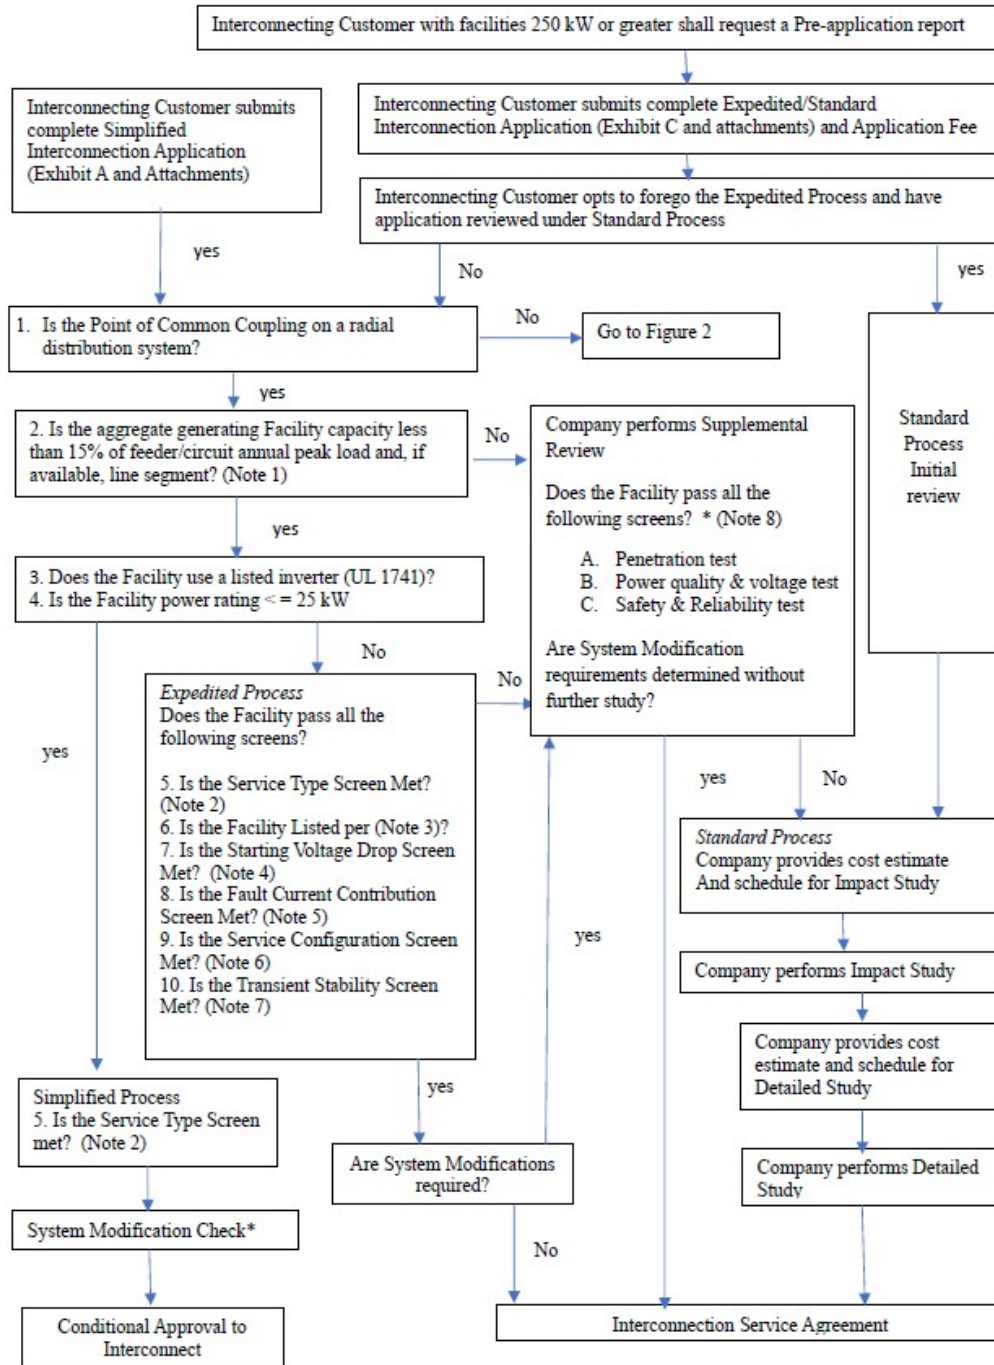 Interconnecting Customer with facilities 250 kW or greater shall request a Pre-application report
Interconnecting Customer submits
complete Simplified
Interconnection Application
(Exhibit A and Attachments)
Interconnecting Customer submits complete Expedited/Standard
Interconnection Application (Exhibit C and attachments) and Application Fee
Interconnecting Customer opts to forego the Expedited Process and have
application reviewed under Standard Process
yes
No
yes
1. Is the Point of Common Coupling on a radial
distribution system?
No
Go to Figure 2
yes
2. Is the aggregate generating Facility capacity less
than 15% of feeder/circuit annual peak load and, if
available, line segment? (Note 1)
No
yes
Company performs Supplemental
Review
Does the Facility pass all the
following screens? * (Note 8)
A. Penetration test
B. Power quality & voltage test
C. Safety & Reliability test
Are System Modification
requirements determined without
further study?
Standard
Process
Initial
review
3. Does the Facility use a listed inverter (UL 1741)?
4. Is the Facility power rating < = 25 kW
No
No
yes
Expedited Process
Does the Facility pass all the
following screens?
5. Is the Service Type Screen Met?
(Note 2)
6. Is the Facility Listed per (Note 3)?
7. Is the Starting Voltage Drop Screen
Met? (Note 4)
8. Is the Fault Current Contribution
Screen Met? (Note 5)
9. Is the Service Configuration Screen
Met? (Note 6)
10. Is the Transient Stability Screen
Met? (Note 7)
yes
No
Standard Process
Company provides cost estimate
And schedule for Impact Study
yes
Company performs Impact Study
Company provides cost
estimate and schedule for
Detailed Study
yes
Simplified Process
5. Is the Service Type Screen
met? (Note 2)
Are System Modifications
required?
Company performs Detailed
Study
System Modification Check*
No
Conditional Approval to
Interconnect
Interconnection Service Agreement